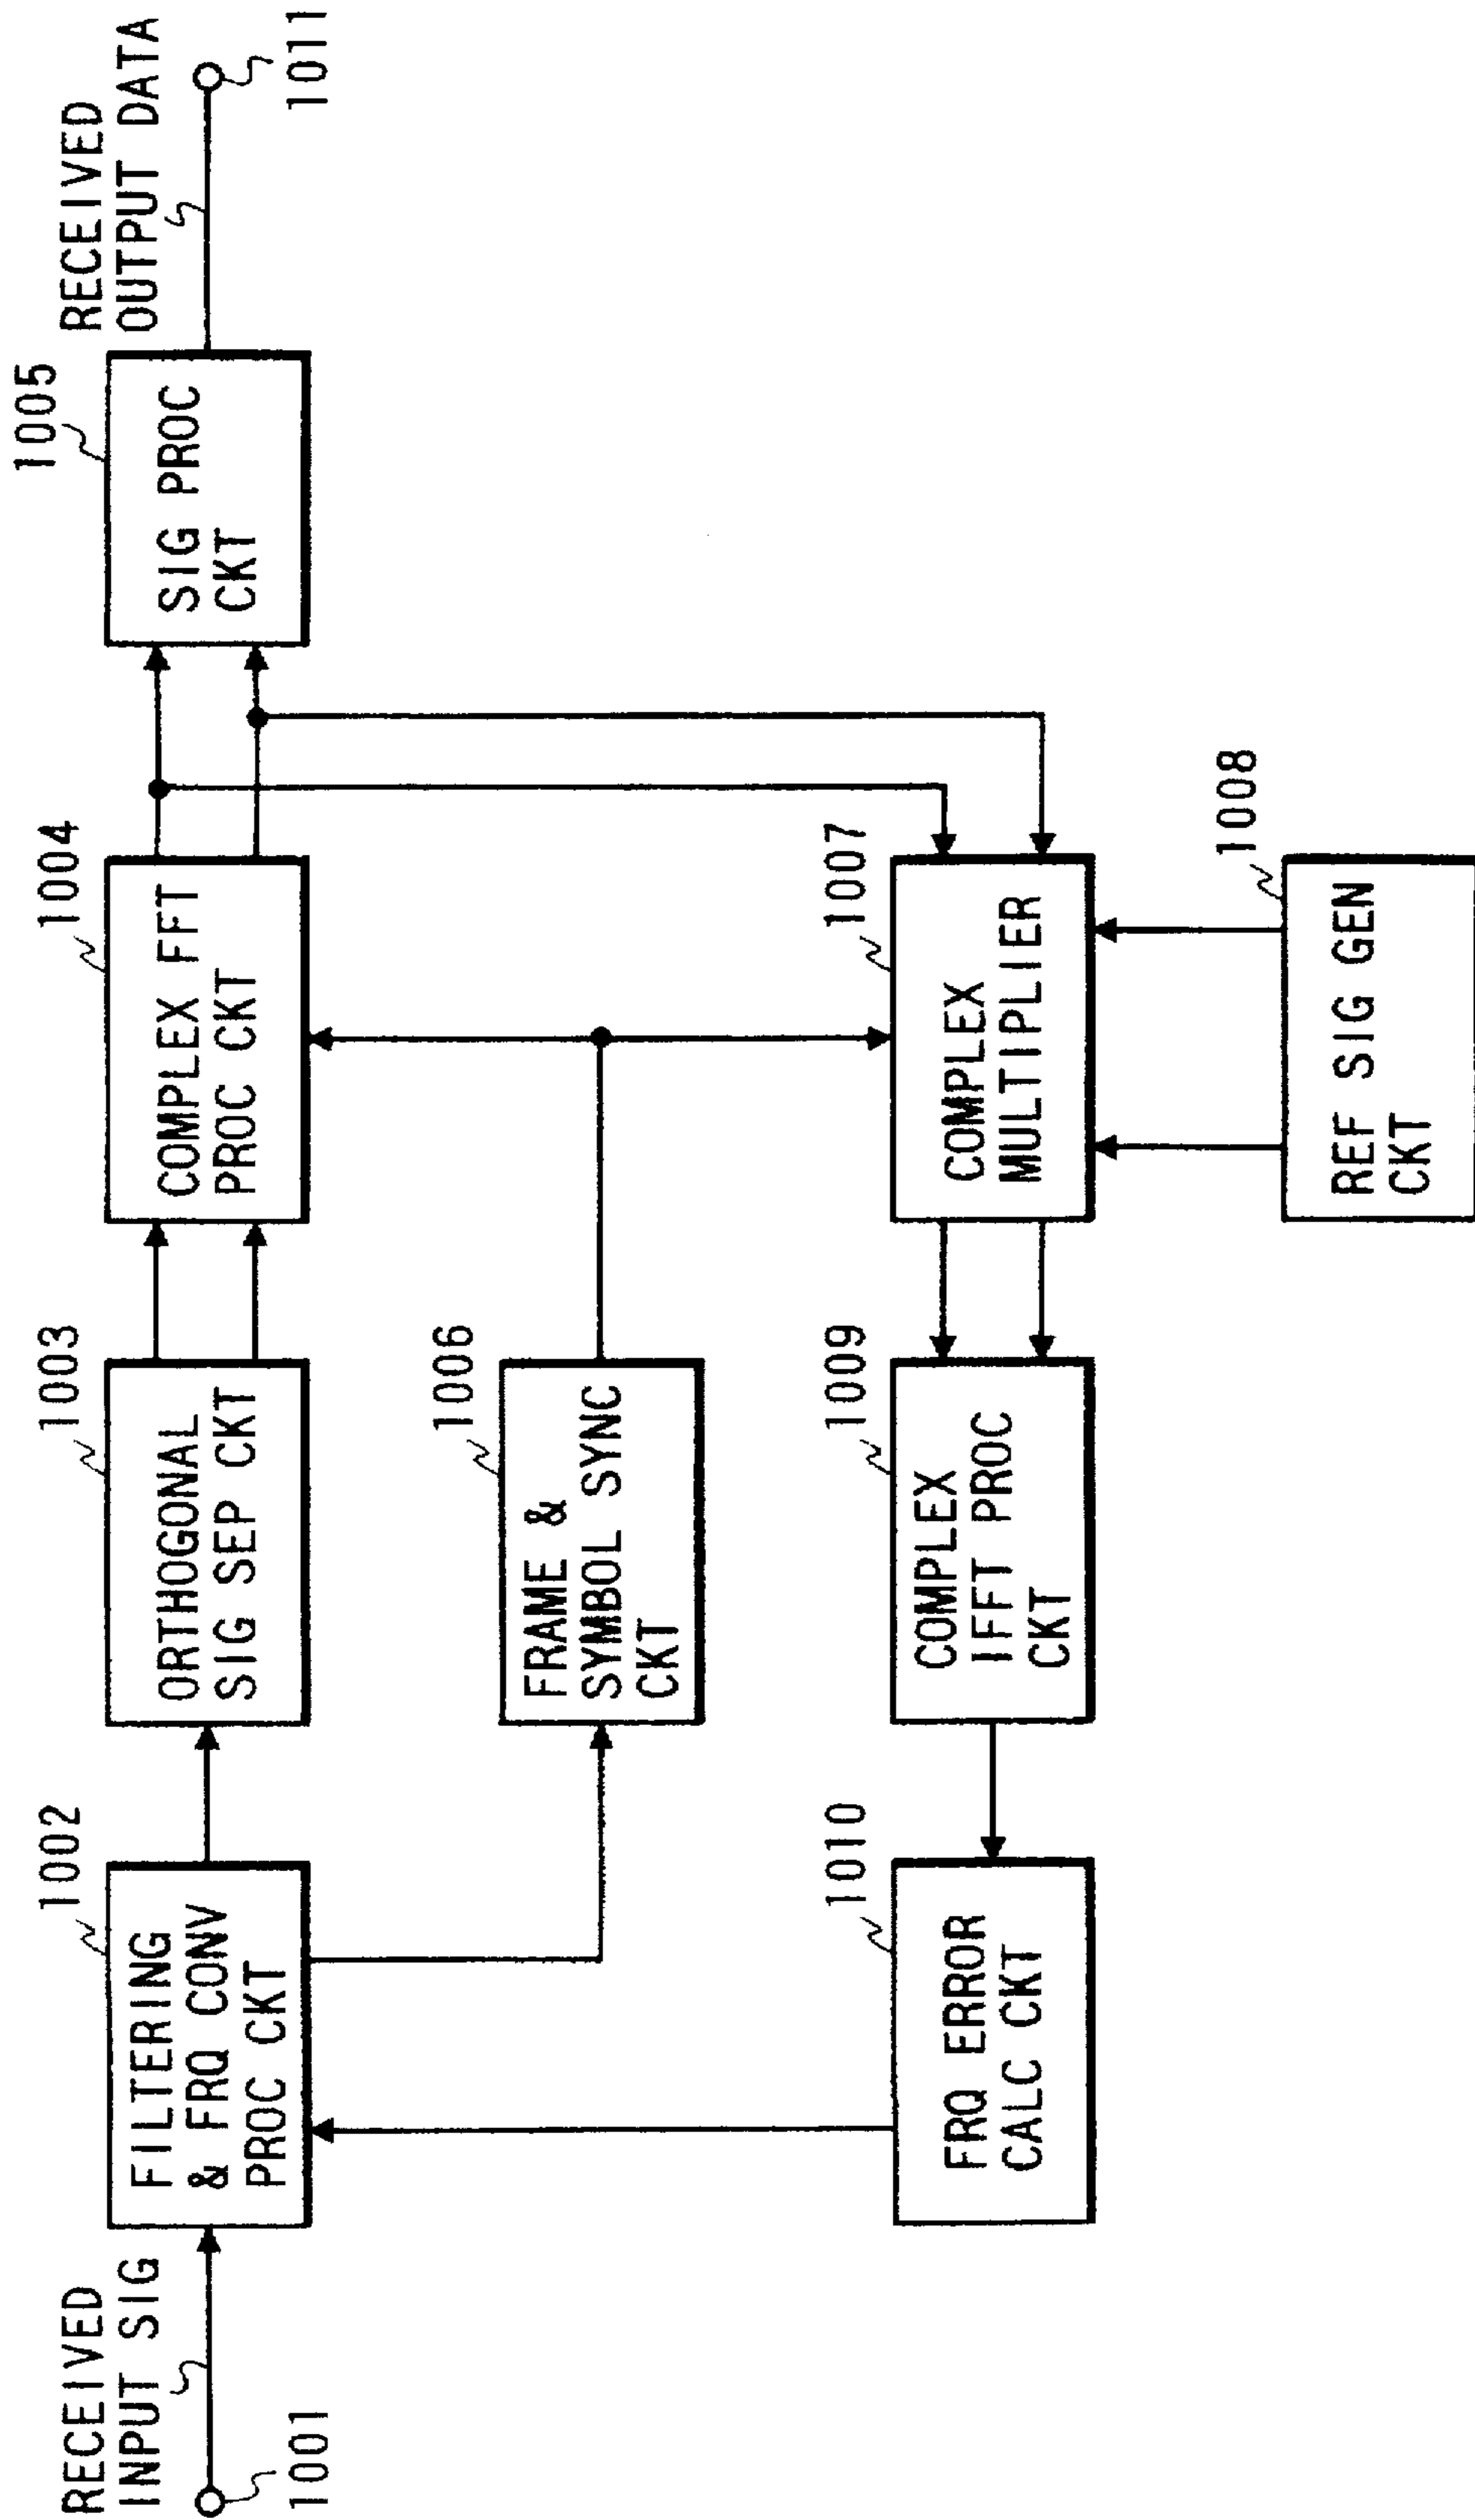 RECEIVED
INPUT SIG
1001
1002
FILTERING
& FRQ CONV
PROC CKT
1003
ORTHOGONAL
SIG SEP CKT
1004
COMPLEX FFT
PROC CKT
1005
SIG PROC
CKT
RECEIVED
OUTPUT DATA
1011
1006
FRAME &
SYMBOL SYNC
CKT
1010
FRQ ERROR
CALC CKT
1009
COMPLEX
IFFT PROC
CKT
1007
COMPLEX
MULTIPLIER
1008
REF SIG GEN
CKT